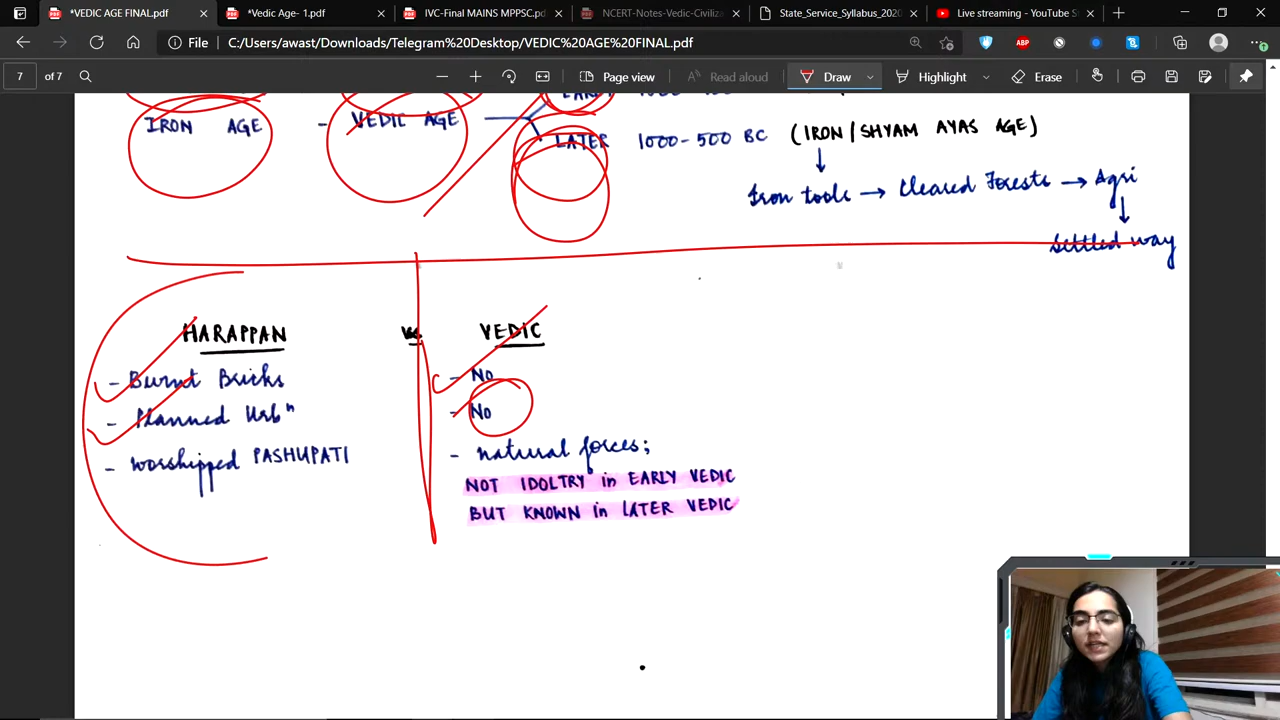 *VEDIC AGE FINAL.pdf
*Vedic Age- 1.pdf
IVC-Final MAINS MPPSC.pd
NCERT-Notes-Vedic-Civiliza
State_Service_Syllabus_2020
Live streaming - YouTube S
File C:/Users/awast/Downloads/Telegram%20Desktop/VEDIC%20AGE%20FINAL.pdf
7 of 7 Page view Read aloud Draw Highlight Erase
IRON AGE - VEDIC AGE
LATER 1000-500 BC (IRON/SHYAM AYAS AGE)
Iron tools → Cleared Forests → Agri
Settled way
HARAPPAN Vs. VEDIC
- Burnt Bricks - No
- Planned Urbⁿ - No
- worshipped PASHUPATI - natural forces;
NOT IDOLTRY in EARLY VEDIC
BUT KNOWN in LATER VEDIC